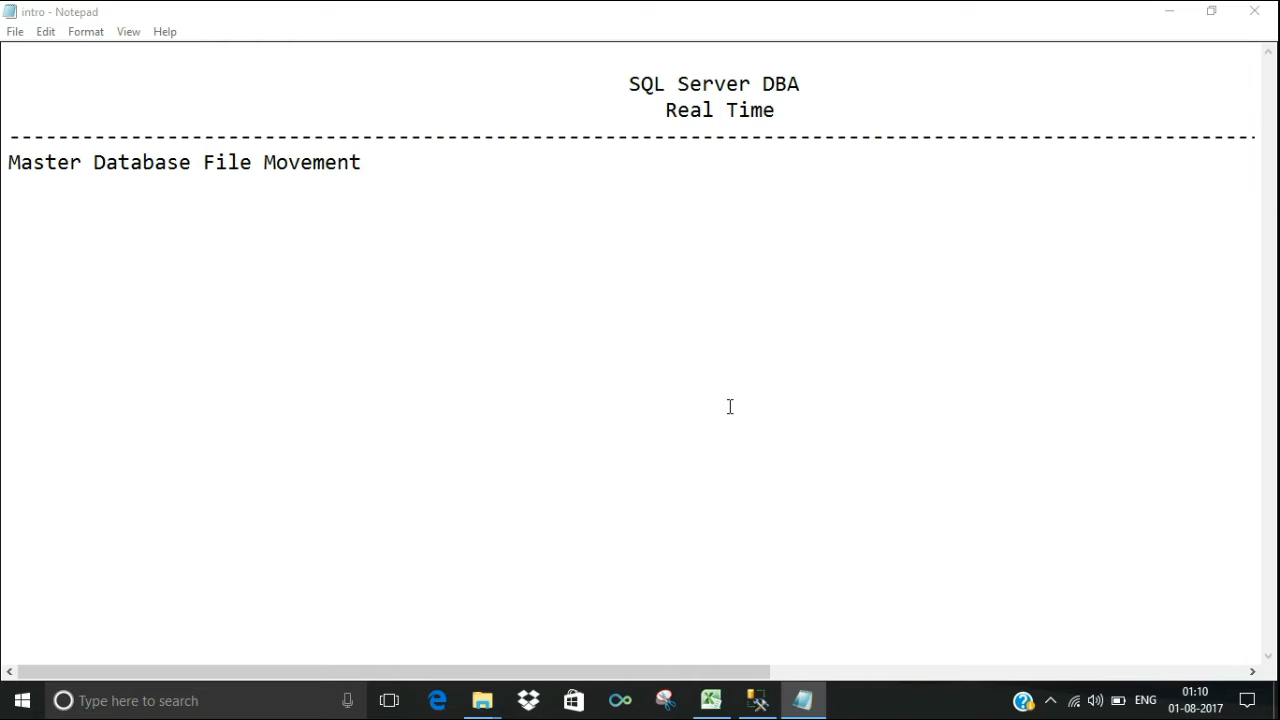 intro - Notepad
File Edit Format View Help
SQL Server DBA
Real Time
--------------------------------------------------------------------------------------------------------
Master Database File Movement
Type here to search
ENG
01:10
01-08-2017